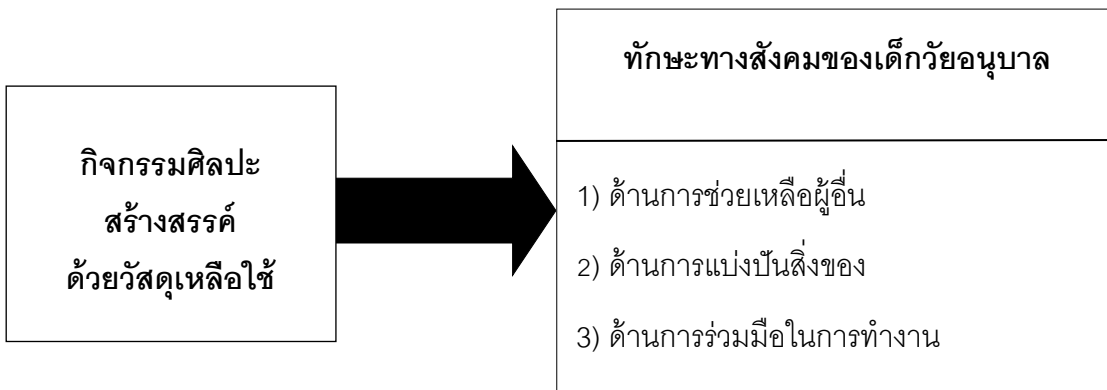 กิจกรรมศิลปะ
สร้างสรรค์
ด้วยวัสดุเหลือใช้
ทักษะทางสังคมของเด็กวัยอนุบาล
1) ด้านการช่วยเหลือผู้อื่น
2) ด้านการแบ่งปันสิ่งของ
3) ด้านการร่วมมือในการทำงาน